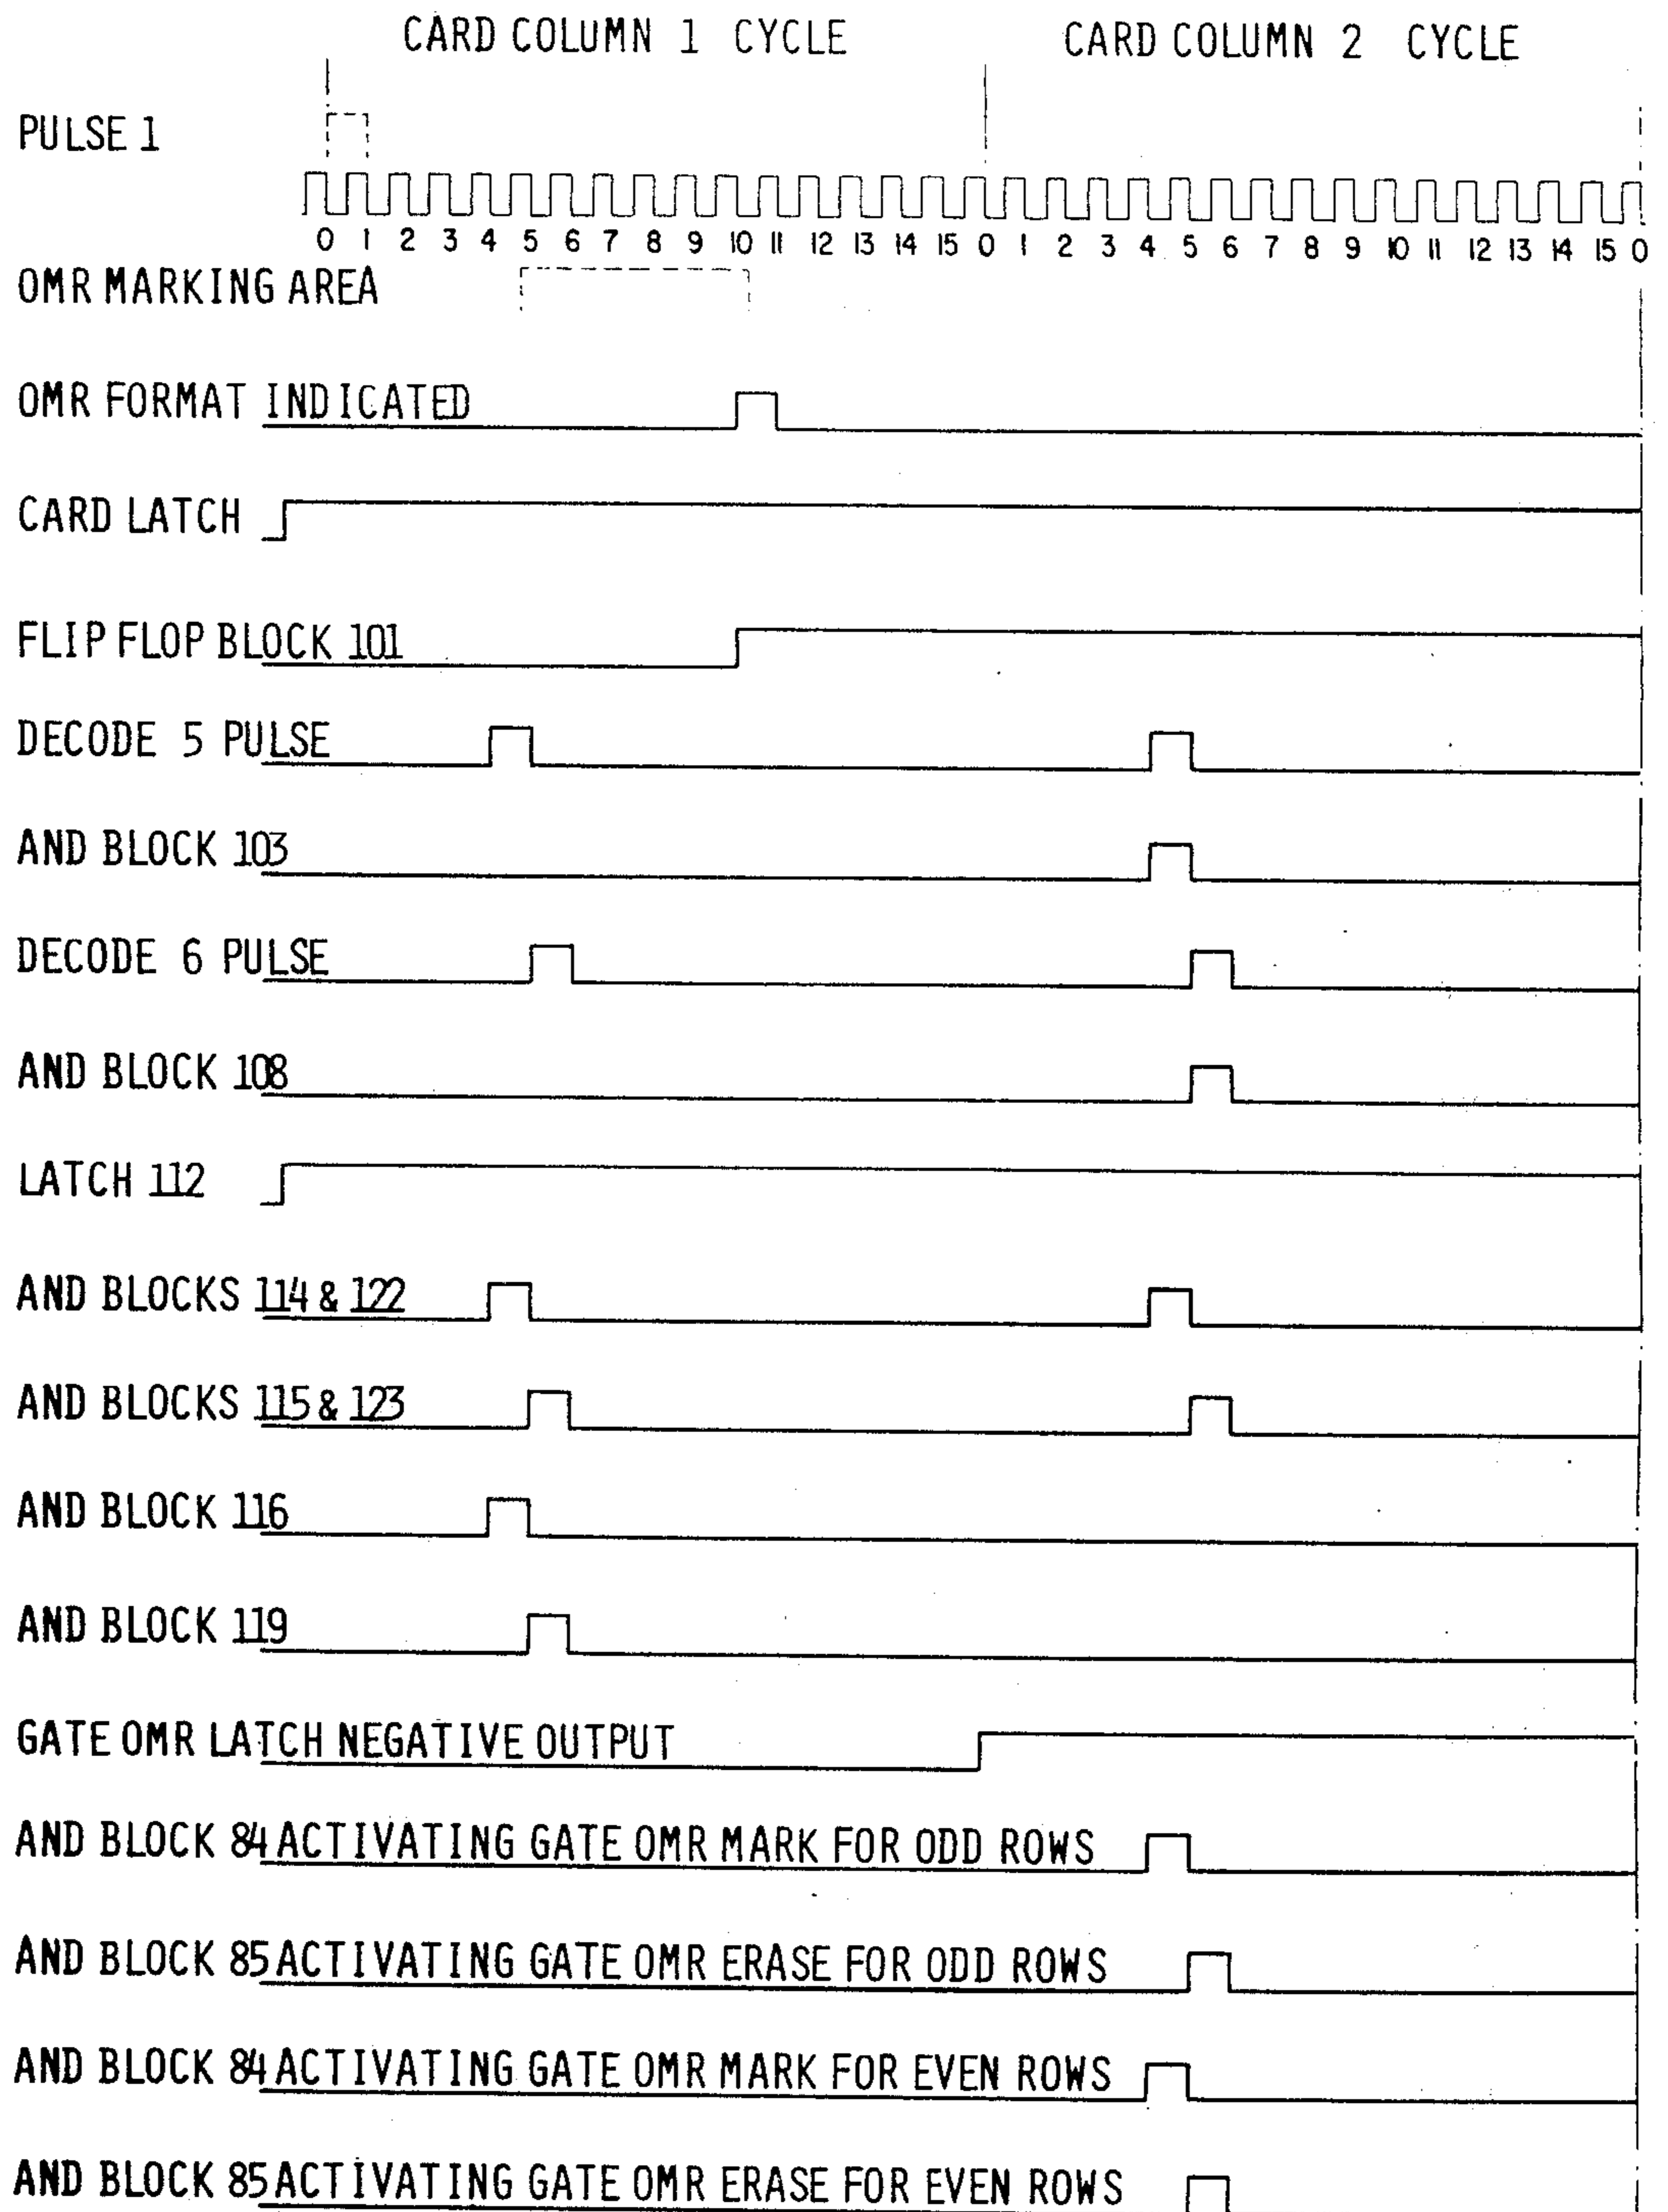 CARD COLUMN 1 CYCLE CARD COLUMN 2 CYCLE
PULSE 1
0 1 2 3 4 5 6 7 8 9 10 11 12 13 14 15 0 1 2 3 4 5 6 7 8 9 10 11 12 13 14 15 0
OMR MARKING AREA
OMR FORMAT INDICATED
CARD LATCH
FLIP FLOP BLOCK 101
DECODE 5 PULSE
AND BLOCK 103
DECODE 6 PULSE
AND BLOCK 108
LATCH 112
AND BLOCKS 114 & 122
AND BLOCKS 115 & 123
AND BLOCK 116
AND BLOCK 119
GATE OMR LATCH NEGATIVE OUTPUT
AND BLOCK 84 ACTIVATING GATE OMR MARK FOR ODD ROWS
AND BLOCK 85 ACTIVATING GATE OMR ERASE FOR ODD ROWS
AND BLOCK 84 ACTIVATING GATE OMR MARK FOR EVEN ROWS
AND BLOCK 85 ACTIVATING GATE OMR ERASE FOR EVEN ROWS